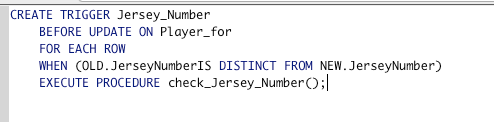 CREATE TRIGGER Jersey_Number
BEFORE UPDATE ON Player_for
FOR EACH ROW
WHEN (OLD.JerseyNumberIS DISTINCT FROM NEW.JerseyNumber)
EXECUTE PROCEDURE check_Jersey_Number();